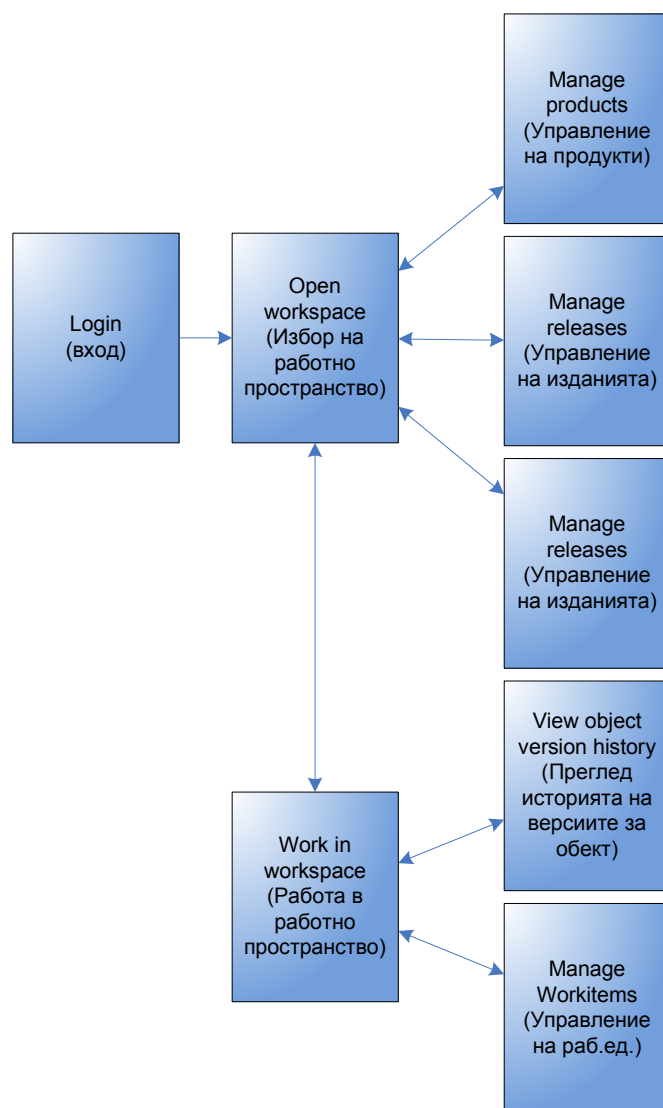 Manage
products
(Управление
на продукти)
Login
(вход)
Open
workspace
(Избор на
работно
пространство)
Manage
releases
(Управление
на изданията)
Manage
releases
(Управление
на изданията)
View object
version history
(Преглед
историята на
версиите за
обект)
Work in
workspace
(Работа в
работно
пространство)
Manage
Workitems
(Управление
на раб.ед.)